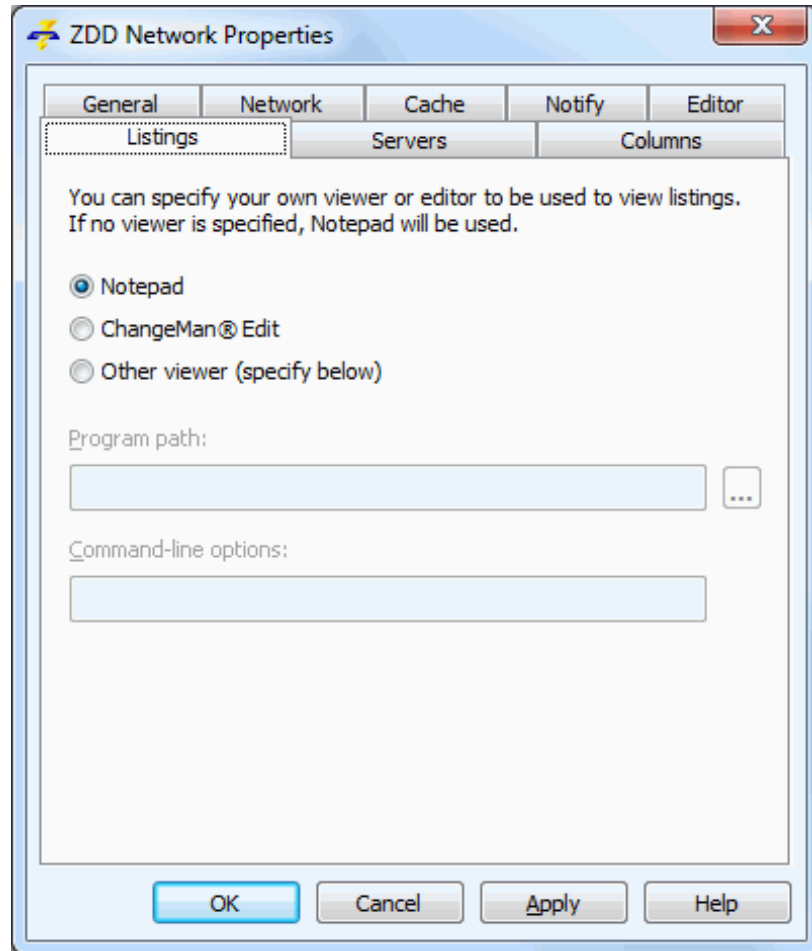 ZDD Network Properties
General Network Cache Notify Editor
Listings Servers Columns
You can specify your own viewer or editor to be used to view listings.
If no viewer is specified, Notepad will be used.
Notepad
ChangeMan® Edit
Other viewer (specify below)
Program path:
...
Command-line options:
OK Cancel Apply Help